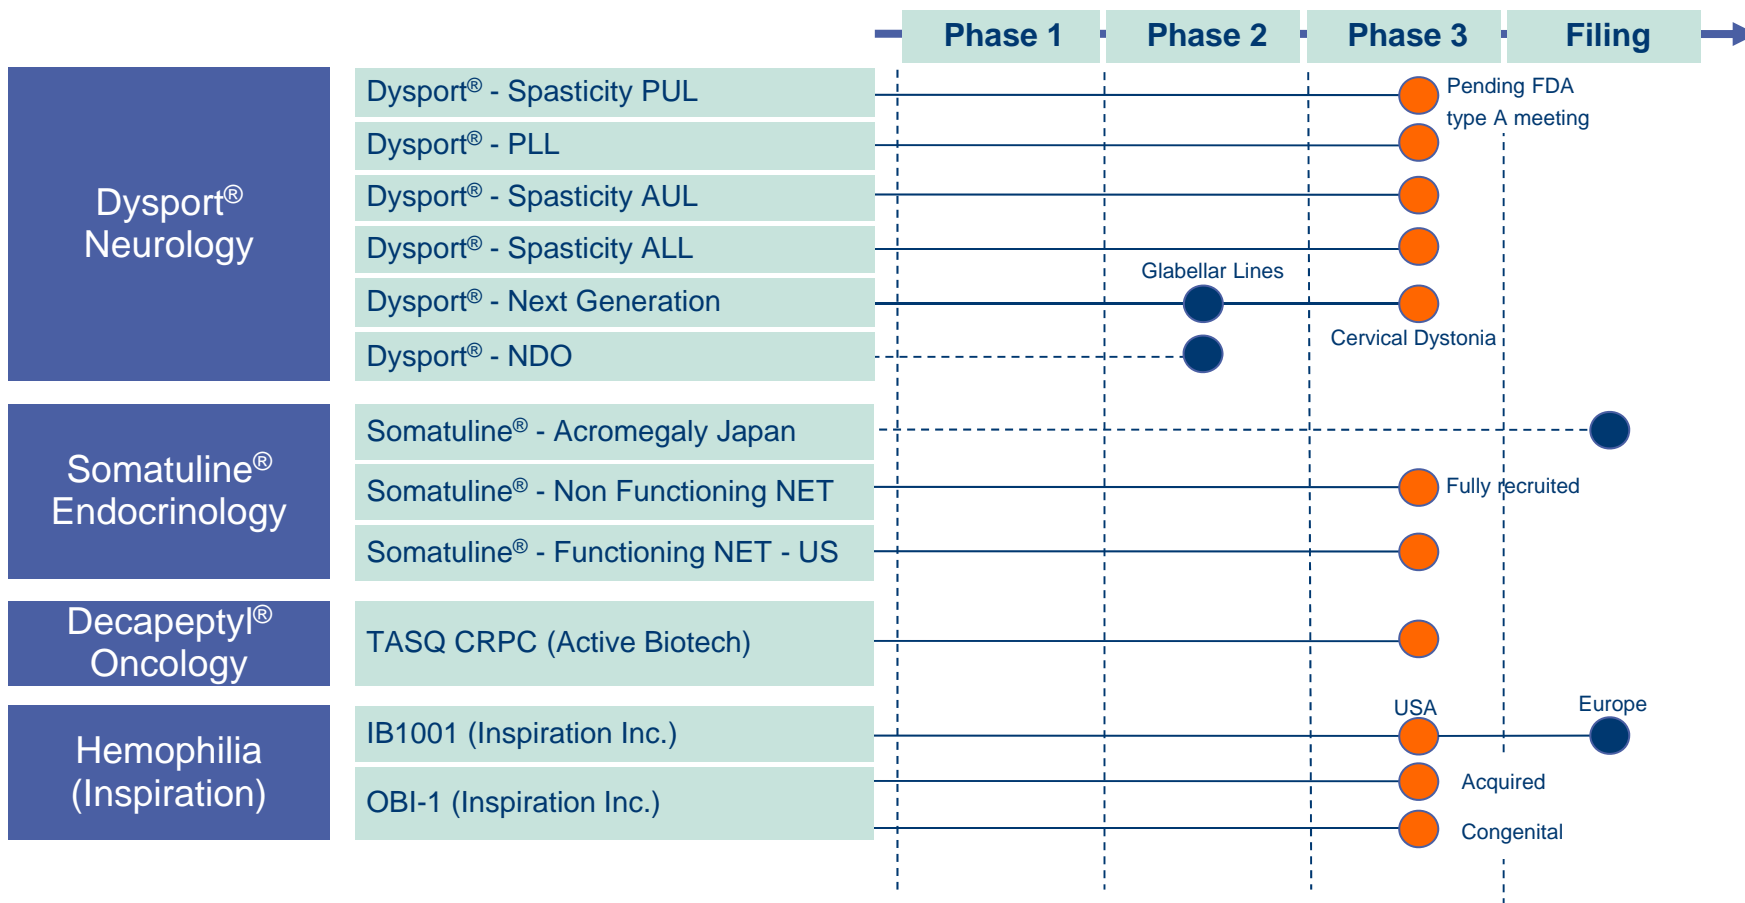 Phase 1
Phase 2
Phase 3
Filing
Dysport®
Neurology
Dysport® - Spasticity PUL
Pending FDA
type A meeting
Dysport® - PLL
Dysport® - Spasticity AUL
Dysport® - Spasticity ALL
Glabellar Lines
Dysport® - Next Generation
Cervical Dystonia
Dysport® - NDO
Somatuline®
Endocrinology
Somatuline® - Acromegaly Japan
Somatuline® - Non Functioning NET
Fully recruited
Somatuline® - Functioning NET - US
Decapeptyl®
Oncology
TASQ CRPC (Active Biotech)
Hemophilia
(Inspiration)
USA
Europe
IB1001 (Inspiration Inc.)
OBI-1 (Inspiration Inc.)
Acquired
Congenital